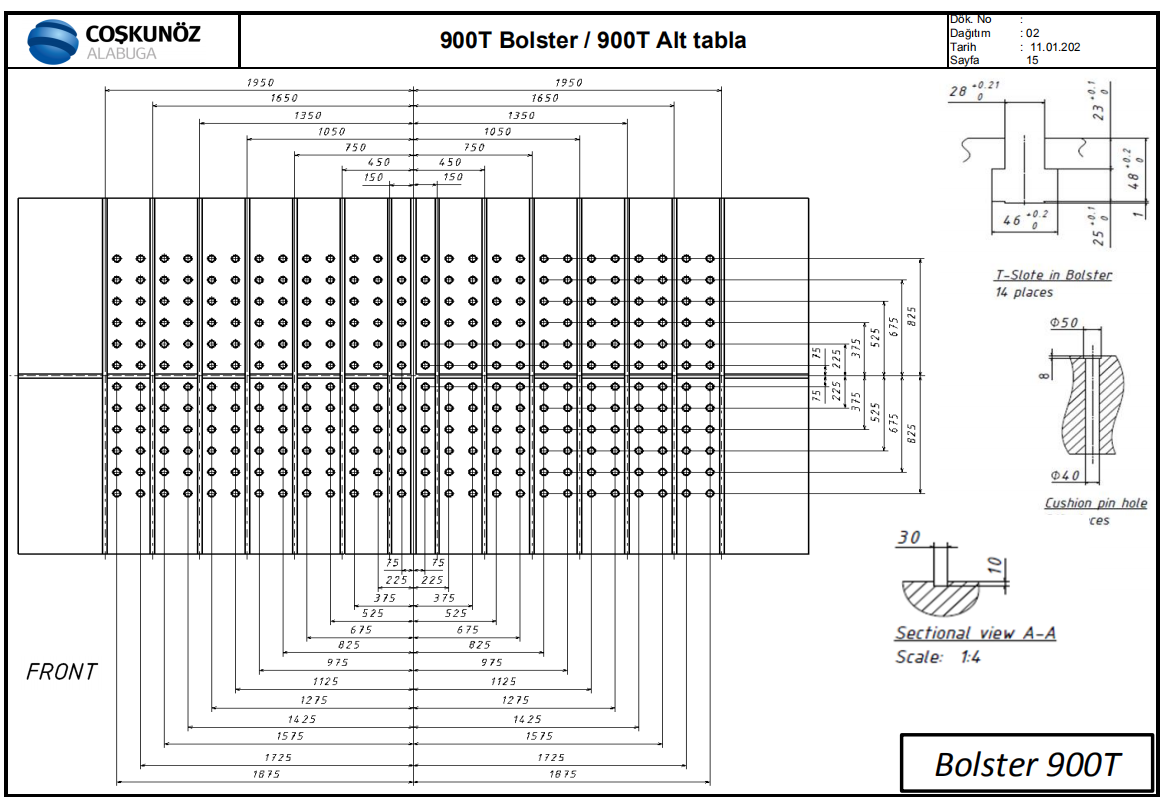 COŞKUNÖZ
ALABUGA
900T Bolster / 900T Alt tabla
Dök. No :
Dağıtım : 02
Tarih : 11.01.202
Sayfa 15
1950 1950
1650 1650
1350 1350
1050 1050
750 750
450 450
150 150
75 225 375 525 675 825
75 225 375 525 675 825
75 75
225 225
375 375
525 525
675 675
825 825
975 975
1125 1125
1275 1275
1425 1425
1575 1575
1725 1725
1875 1875
FRONT
28 +0.21 0
23 +0.1 0
48 +0.2 0
46 +0.2 0
25 +0.1 0
1
T-Slote in Bolster
14 places
Φ50
8
Φ40
Cushion pin hole
ces
30
10
Sectional view A-A
Scale: 1:4
Bolster 900T